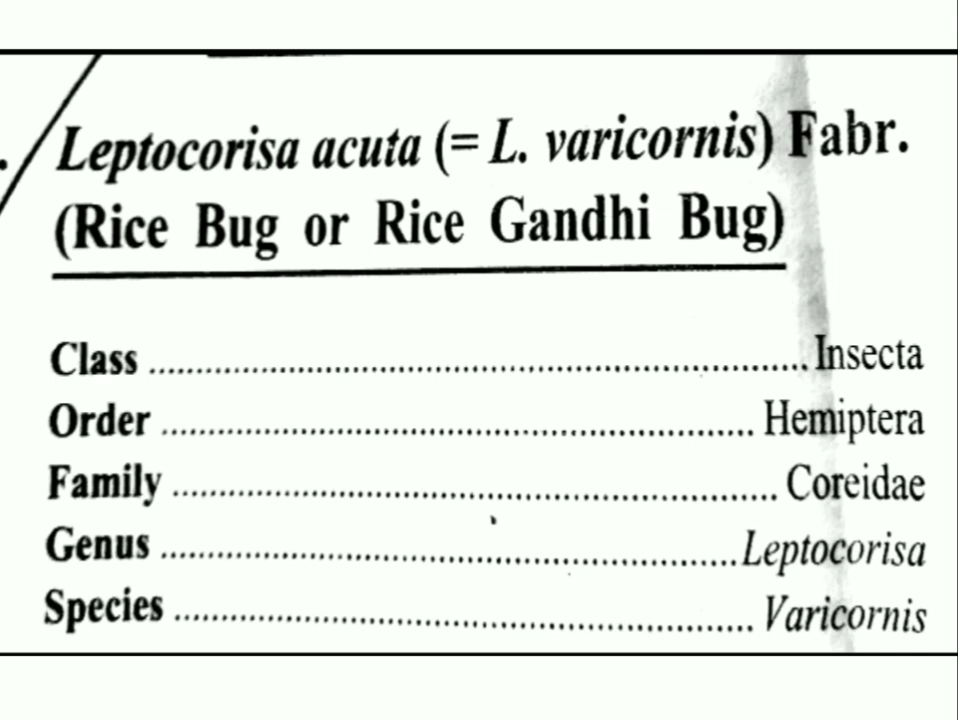 Leptocorisa acuta (= L. varicornis) Fabr.
(Rice Bug or Rice Gandhi Bug)
Class ........................................................................ Insecta
Order ................................................................ Hemiptera
Family ................................................................ Coreidae
Genus ................................................................ Leptocorisa
Species ................................................................ Varicornis